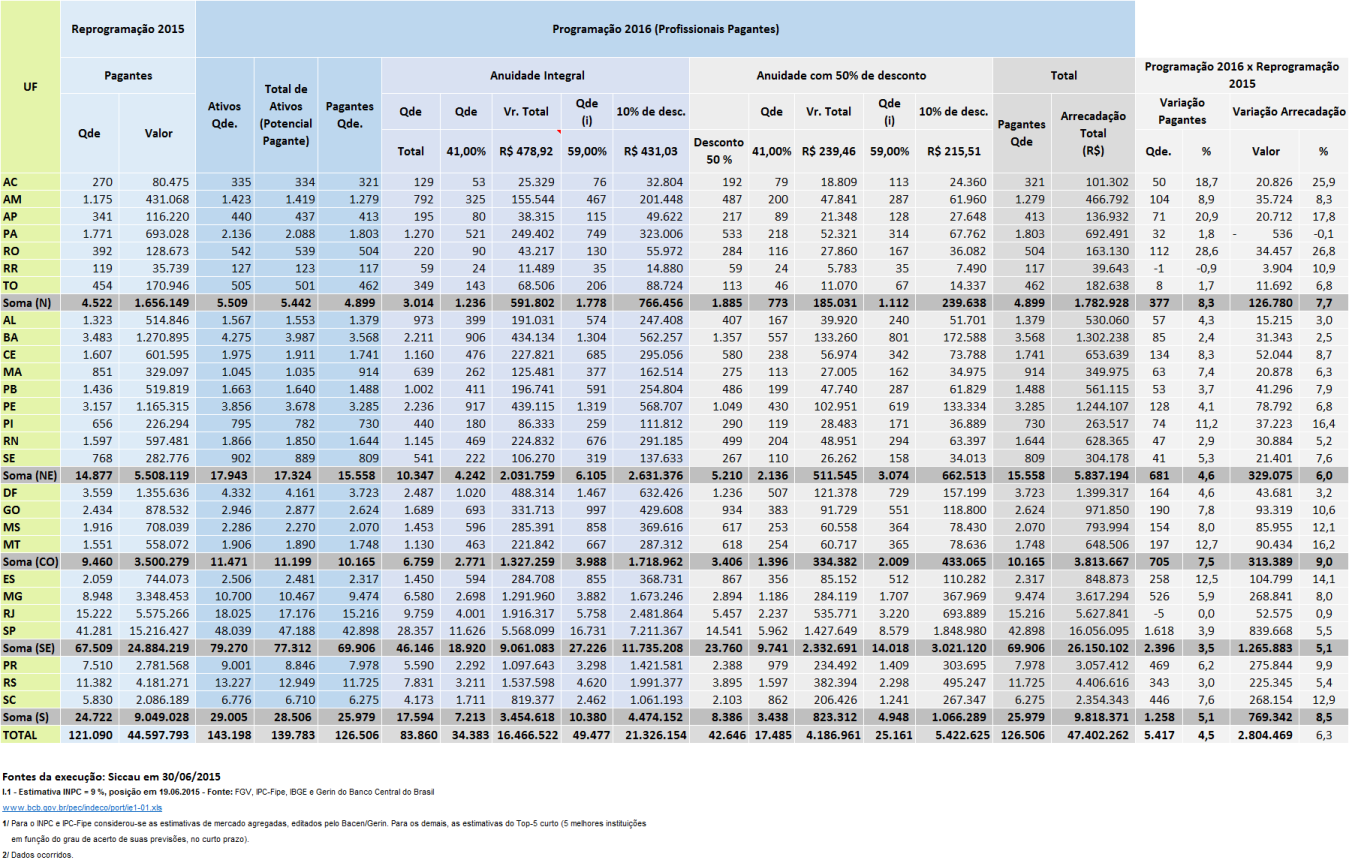 Reprogramação 2015 Programação 2016 (Profissionais Pagantes)
UF Pagantes Ativos Qde. Total de Ativos (Potencial Pagante) Pagantes Qde. Anuidade Integral Anuidade com 50% de desconto Total Programação 2016 x Reprogramação 2015
Qde Valor Qde Qde Vr. Total Qde (i) 10% de desc. Desconto 50 % Qde Vr. Total Qde (i) 10% de desc. Pagantes Qde Arrecadação Total (R$) Variação Pagantes Variação Arrecadação
Total 41,00% R$ 478,92 59,00% R$ 431,03 41,00% R$ 239,46 59,00% R$ 215,51 Qde. % Valor %
AC 270 80.475 335 334 321 129 53 25.329 76 32.804 192 79 18.809 113 24.360 321 101.302 50 18,7 20.826 25,9
AM 1.175 431.068 1.423 1.419 1.279 792 325 155.544 467 201.448 487 200 47.841 287 61.960 1.279 466.792 104 8,9 35.724 8,3
AP 341 116.220 440 437 413 195 80 38.315 115 49.622 217 89 21.348 128 27.648 413 136.932 71 20,9 20.712 17,8
PA 1.771 693.028 2.136 2.088 1.803 1.270 521 249.402 749 323.006 533 218 52.321 314 67.762 1.803 692.491 32 1,8 - 536 -0,1
RO 392 128.673 542 539 504 220 90 43.217 130 55.972 284 116 27.860 167 36.082 504 163.130 112 28,6 34.457 26,8
RR 119 35.739 127 123 117 59 24 11.489 35 14.880 59 24 5.783 35 7.490 117 39.643 -1 -0,9 3.904 10,9
TO 454 170.946 505 501 462 349 143 68.506 206 88.724 113 46 11.070 67 14.337 462 182.638 8 1,7 11.692 6,8
Soma (N) 4.522 1.656.149 5.509 5.442 4.899 3.014 1.236 591.802 1.778 766.456 1.885 773 185.031 1.112 239.638 4.899 1.782.928 377 8,3 126.780 7,7
AL 1.323 514.846 1.567 1.553 1.379 973 399 191.031 574 247.408 407 167 39.920 240 51.701 1.379 530.060 57 4,3 15.215 3,0
BA 3.483 1.270.895 4.275 3.987 3.568 2.211 906 434.134 1.304 562.257 1.357 557 133.260 801 172.588 3.568 1.302.238 85 2,4 31.343 2,5
CE 1.607 601.595 1.975 1.911 1.741 1.160 476 227.821 685 295.056 580 238 56.974 342 73.788 1.741 653.639 134 8,3 52.044 8,7
MA 851 329.097 1.045 1.035 914 639 262 125.481 377 162.514 275 113 27.005 162 34.975 914 349.975 63 7,4 20.878 6,3
PB 1.436 519.819 1.663 1.640 1.488 1.002 411 196.741 591 254.804 486 199 47.740 287 61.829 1.488 561.115 53 3,7 41.296 7,9
PE 3.157 1.165.315 3.856 3.678 3.285 2.236 917 439.115 1.319 568.707 1.049 430 102.951 619 133.334 3.285 1.244.107 128 4,1 78.792 6,8
PI 656 226.294 795 782 730 440 180 86.333 259 111.812 290 119 28.483 171 36.889 730 263.517 74 11,2 37.223 16,4
RN 1.597 597.481 1.866 1.850 1.644 1.145 469 224.832 676 291.185 499 204 48.951 294 63.397 1.644 628.365 47 2,9 30.884 5,2
SE 768 282.776 902 889 809 541 222 106.270 319 137.633 267 110 26.262 158 34.013 809 304.178 41 5,3 21.401 7,6
Soma (NE) 14.877 5.508.119 17.943 17.324 15.558 10.347 4.242 2.031.759 6.105 2.631.376 5.210 2.136 511.545 3.074 662.513 15.558 5.837.194 681 4,6 329.075 6,0
DF 3.559 1.355.636 4.332 4.161 3.723 2.487 1.020 488.314 1.467 632.426 1.236 507 121.378 729 157.199 3.723 1.399.317 164 4,6 43.681 3,2
GO 2.434 878.532 2.946 2.877 2.624 1.689 693 331.713 997 429.608 934 383 91.729 551 118.800 2.624 971.850 190 7,8 93.319 10,6
MS 1.916 708.039 2.286 2.270 2.070 1.453 596 285.391 858 369.616 617 253 60.558 364 78.430 2.070 793.994 154 8,0 85.955 12,1
MT 1.551 558.072 1.906 1.890 1.748 1.130 463 221.842 667 287.312 618 254 60.717 365 78.636 1.748 648.506 197 12,7 90.434 16,2
Soma (CO) 9.460 3.500.279 11.471 11.199 10.165 6.759 2.771 1.327.259 3.988 1.718.962 3.406 1.396 334.382 2.009 433.065 10.165 3.813.667 705 7,5 313.389 9,0
ES 2.059 744.073 2.506 2.481 2.317 1.450 594 284.708 855 368.731 867 356 85.152 512 110.282 2.317 848.873 258 12,5 104.799 14,1
MG 8.948 3.348.453 10.700 10.467 9.474 6.580 2.698 1.291.960 3.882 1.673.246 2.894 1.186 284.119 1.707 367.969 9.474 3.617.294 526 5,9 268.841 8,0
RJ 15.222 5.575.266 18.025 17.176 15.216 9.759 4.001 1.916.317 5.758 2.481.864 5.457 2.237 535.771 3.220 693.889 15.216 5.627.841 -5 0,0 52.575 0,9
SP 41.281 15.216.427 48.039 47.188 42.898 28.357 11.626 5.568.099 16.731 7.211.367 14.541 5.962 1.427.649 8.579 1.848.980 42.898 16.056.095 1.618 3,9 839.668 5,5
Soma (SE) 67.509 24.884.219 79.270 77.312 69.906 46.146 18.920 9.061.083 27.226 11.735.208 23.760 9.741 2.332.691 14.018 3.021.120 69.906 26.150.102 2.396 3,5 1.265.883 5,1
PR 7.510 2.781.568 9.001 8.846 7.978 5.590 2.292 1.097.643 3.298 1.421.581 2.388 979 234.492 1.409 303.695 7.978 3.057.412 469 6,2 275.844 9,9
RS 11.382 4.181.271 13.227 12.949 11.725 7.831 3.211 1.537.598 4.620 1.991.377 3.895 1.597 382.394 2.298 495.247 11.725 4.406.616 343 3,0 225.345 5,4
SC 5.830 2.086.189 6.776 6.710 6.275 4.173 1.711 819.377 2.462 1.061.193 2.103 862 206.426 1.241 267.347 6.275 2.354.343 446 7,6 268.154 12,9
Soma (S) 24.722 9.049.028 29.005 28.506 25.979 17.594 7.213 3.454.618 10.380 4.474.152 8.386 3.438 823.312 4.948 1.066.289 25.979 9.818.371 1.258 5,1 769.342 8,5
TOTAL 121.090 44.597.793 143.198 139.783 126.506 83.860 34.383 16.466.522 49.477 21.326.154 42.646 17.485 4.186.961 25.161 5.422.625 126.506 47.402.262 5.417 4,5 2.804.469 6,3
Fontes da execução: Siccau em 30/06/2015
I.1 - Estimativa INPC = 9 %, posição em 19.06.2015 - Fonte: FGV, IPC-Fipe, IBGE e Gerin do Banco Central do Brasil
www.bcb.gov.br/pec/indeco/port/ie1-01.xls
1/ Para o INPC e IPC-Fipe considerou-se as estimativas de mercado agregadas, editados pelo Bacen/Gerin. Para os demais, as estimativas do Top-5 curto (5 melhores instituições
em função do grau de acerto de suas previsões, no curto prazo).
2/ Dados ocorridos.